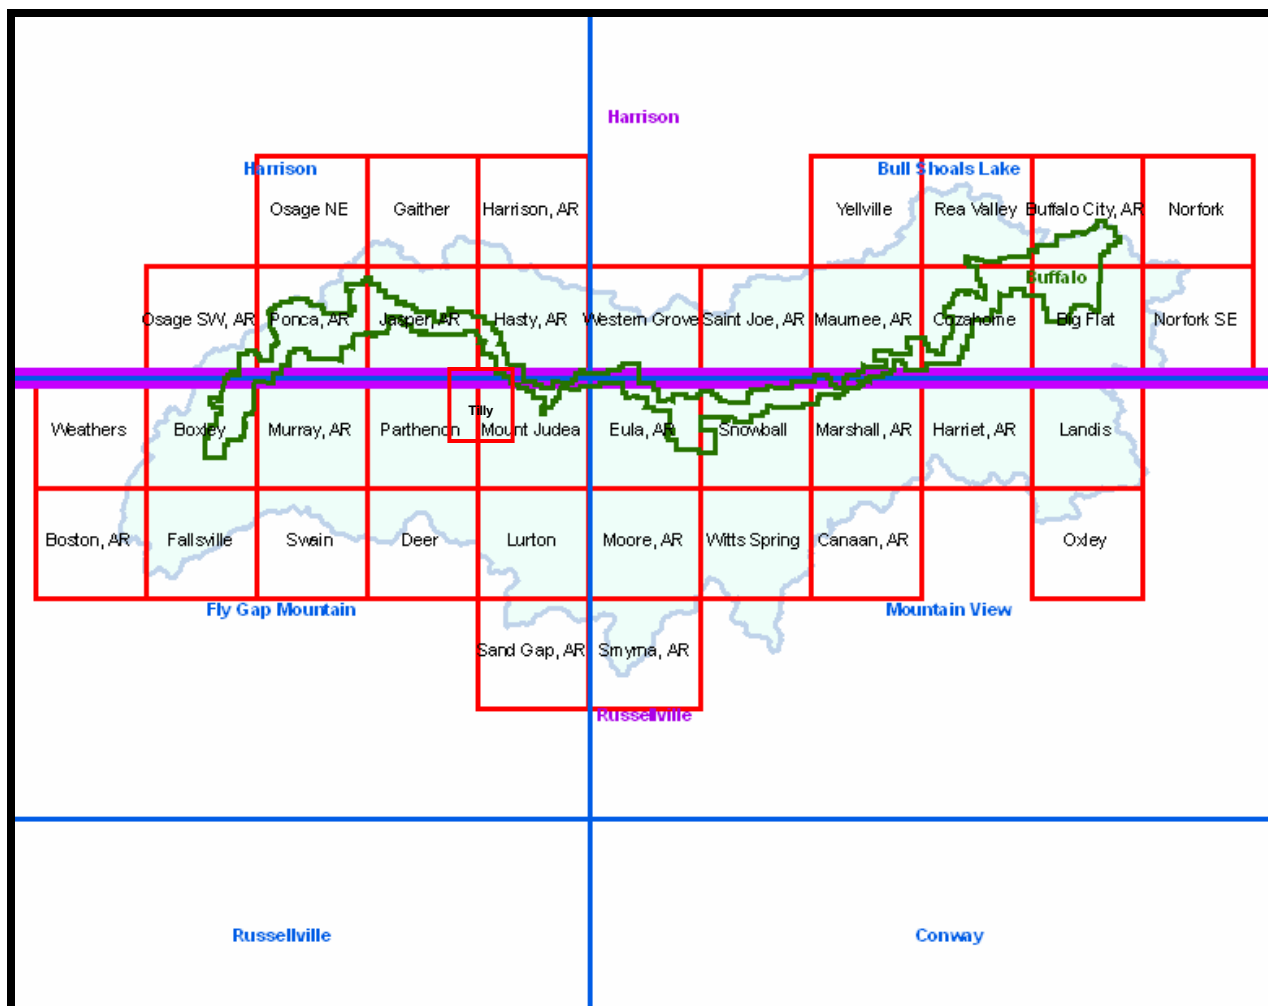 Harrison
Harrison
Bull Shoals Lake
Osage NE
Gaither
Harrison, AR
Yellville
Rea Valley
Buffalo City, AR
Norfork
Buffalo
Osage SW, AR
Ponca, AR
Jasper, AR
Hasty, AR
Western Grove
Saint Joe, AR
Maumee, AR
Cozahome
Big Flat
Norfork SE
Tilly
Weathers
Boxley
Murray, AR
Parthenon
Mount Judea
Eula, AR
Snowball
Marshall, AR
Harriet, AR
Landis
Boston, AR
Fallsville
Swain
Deer
Lurton
Moore, AR
Witts Spring
Canaan, AR
Oxley
Fly Gap Mountain
Mountain View
Sand Gap, AR
Smyrna, AR
Russellville
Russellville
Conway